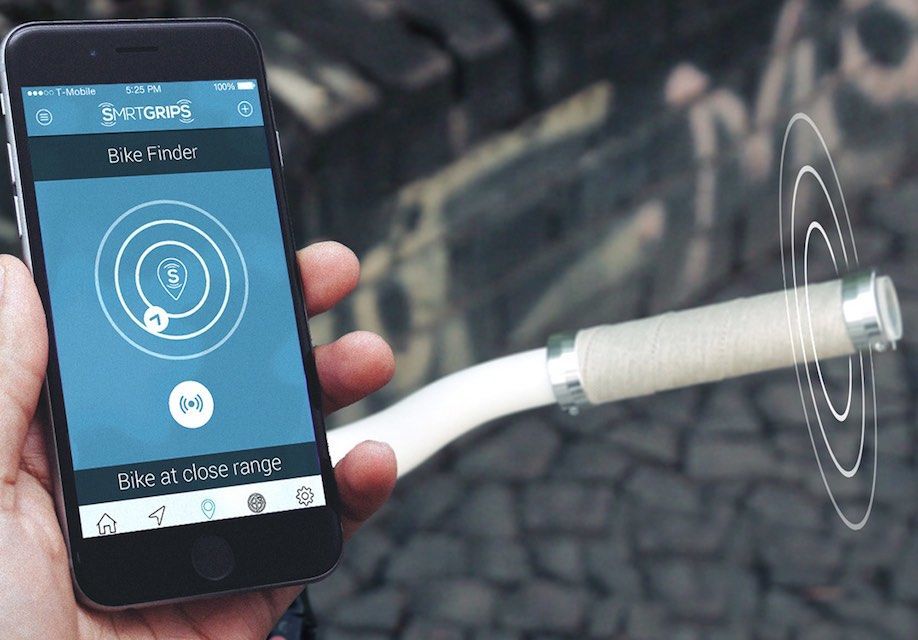 T-Mobile 5:25 PM 100%
SMRTGRIPS
Bike Finder
S
Bike at close range